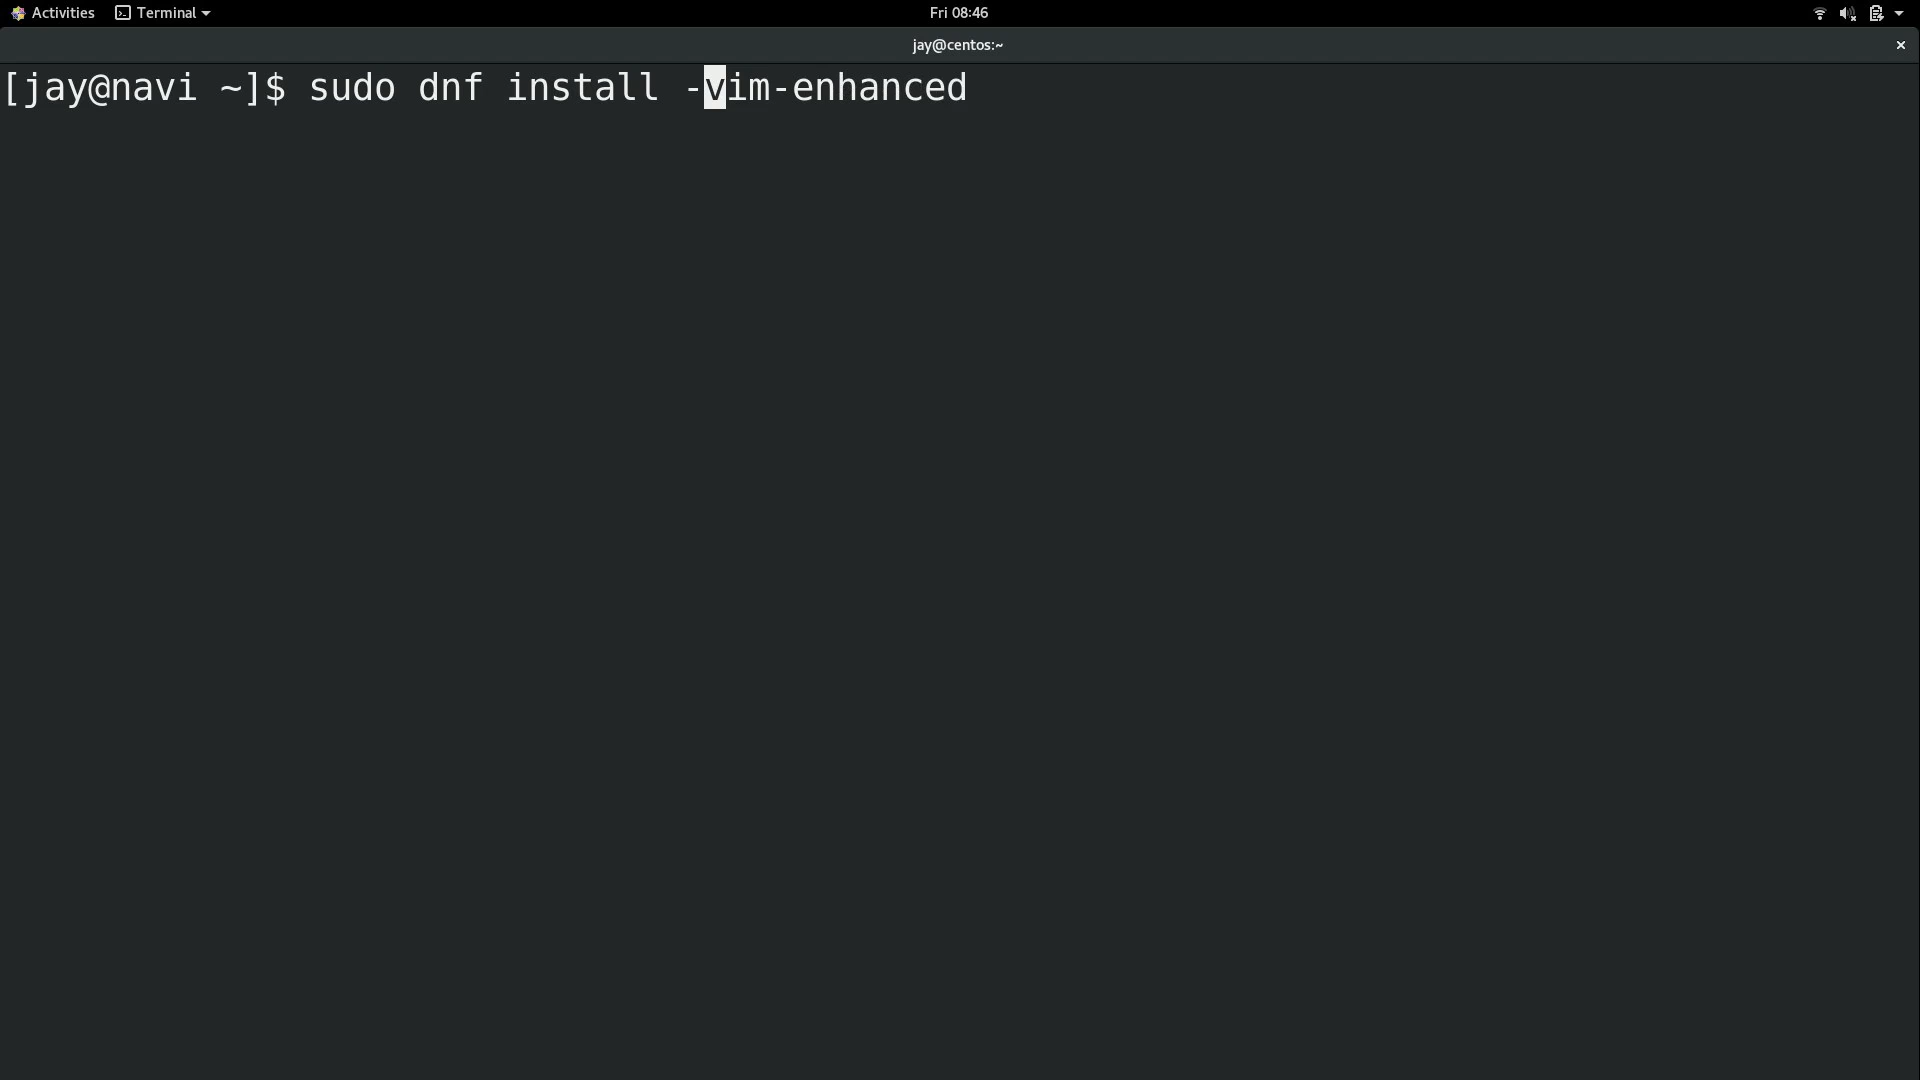 Activities Terminal Fri 08:46
jay@centos:~
[jay@navi ~]$ sudo dnf install -vim-enhanced